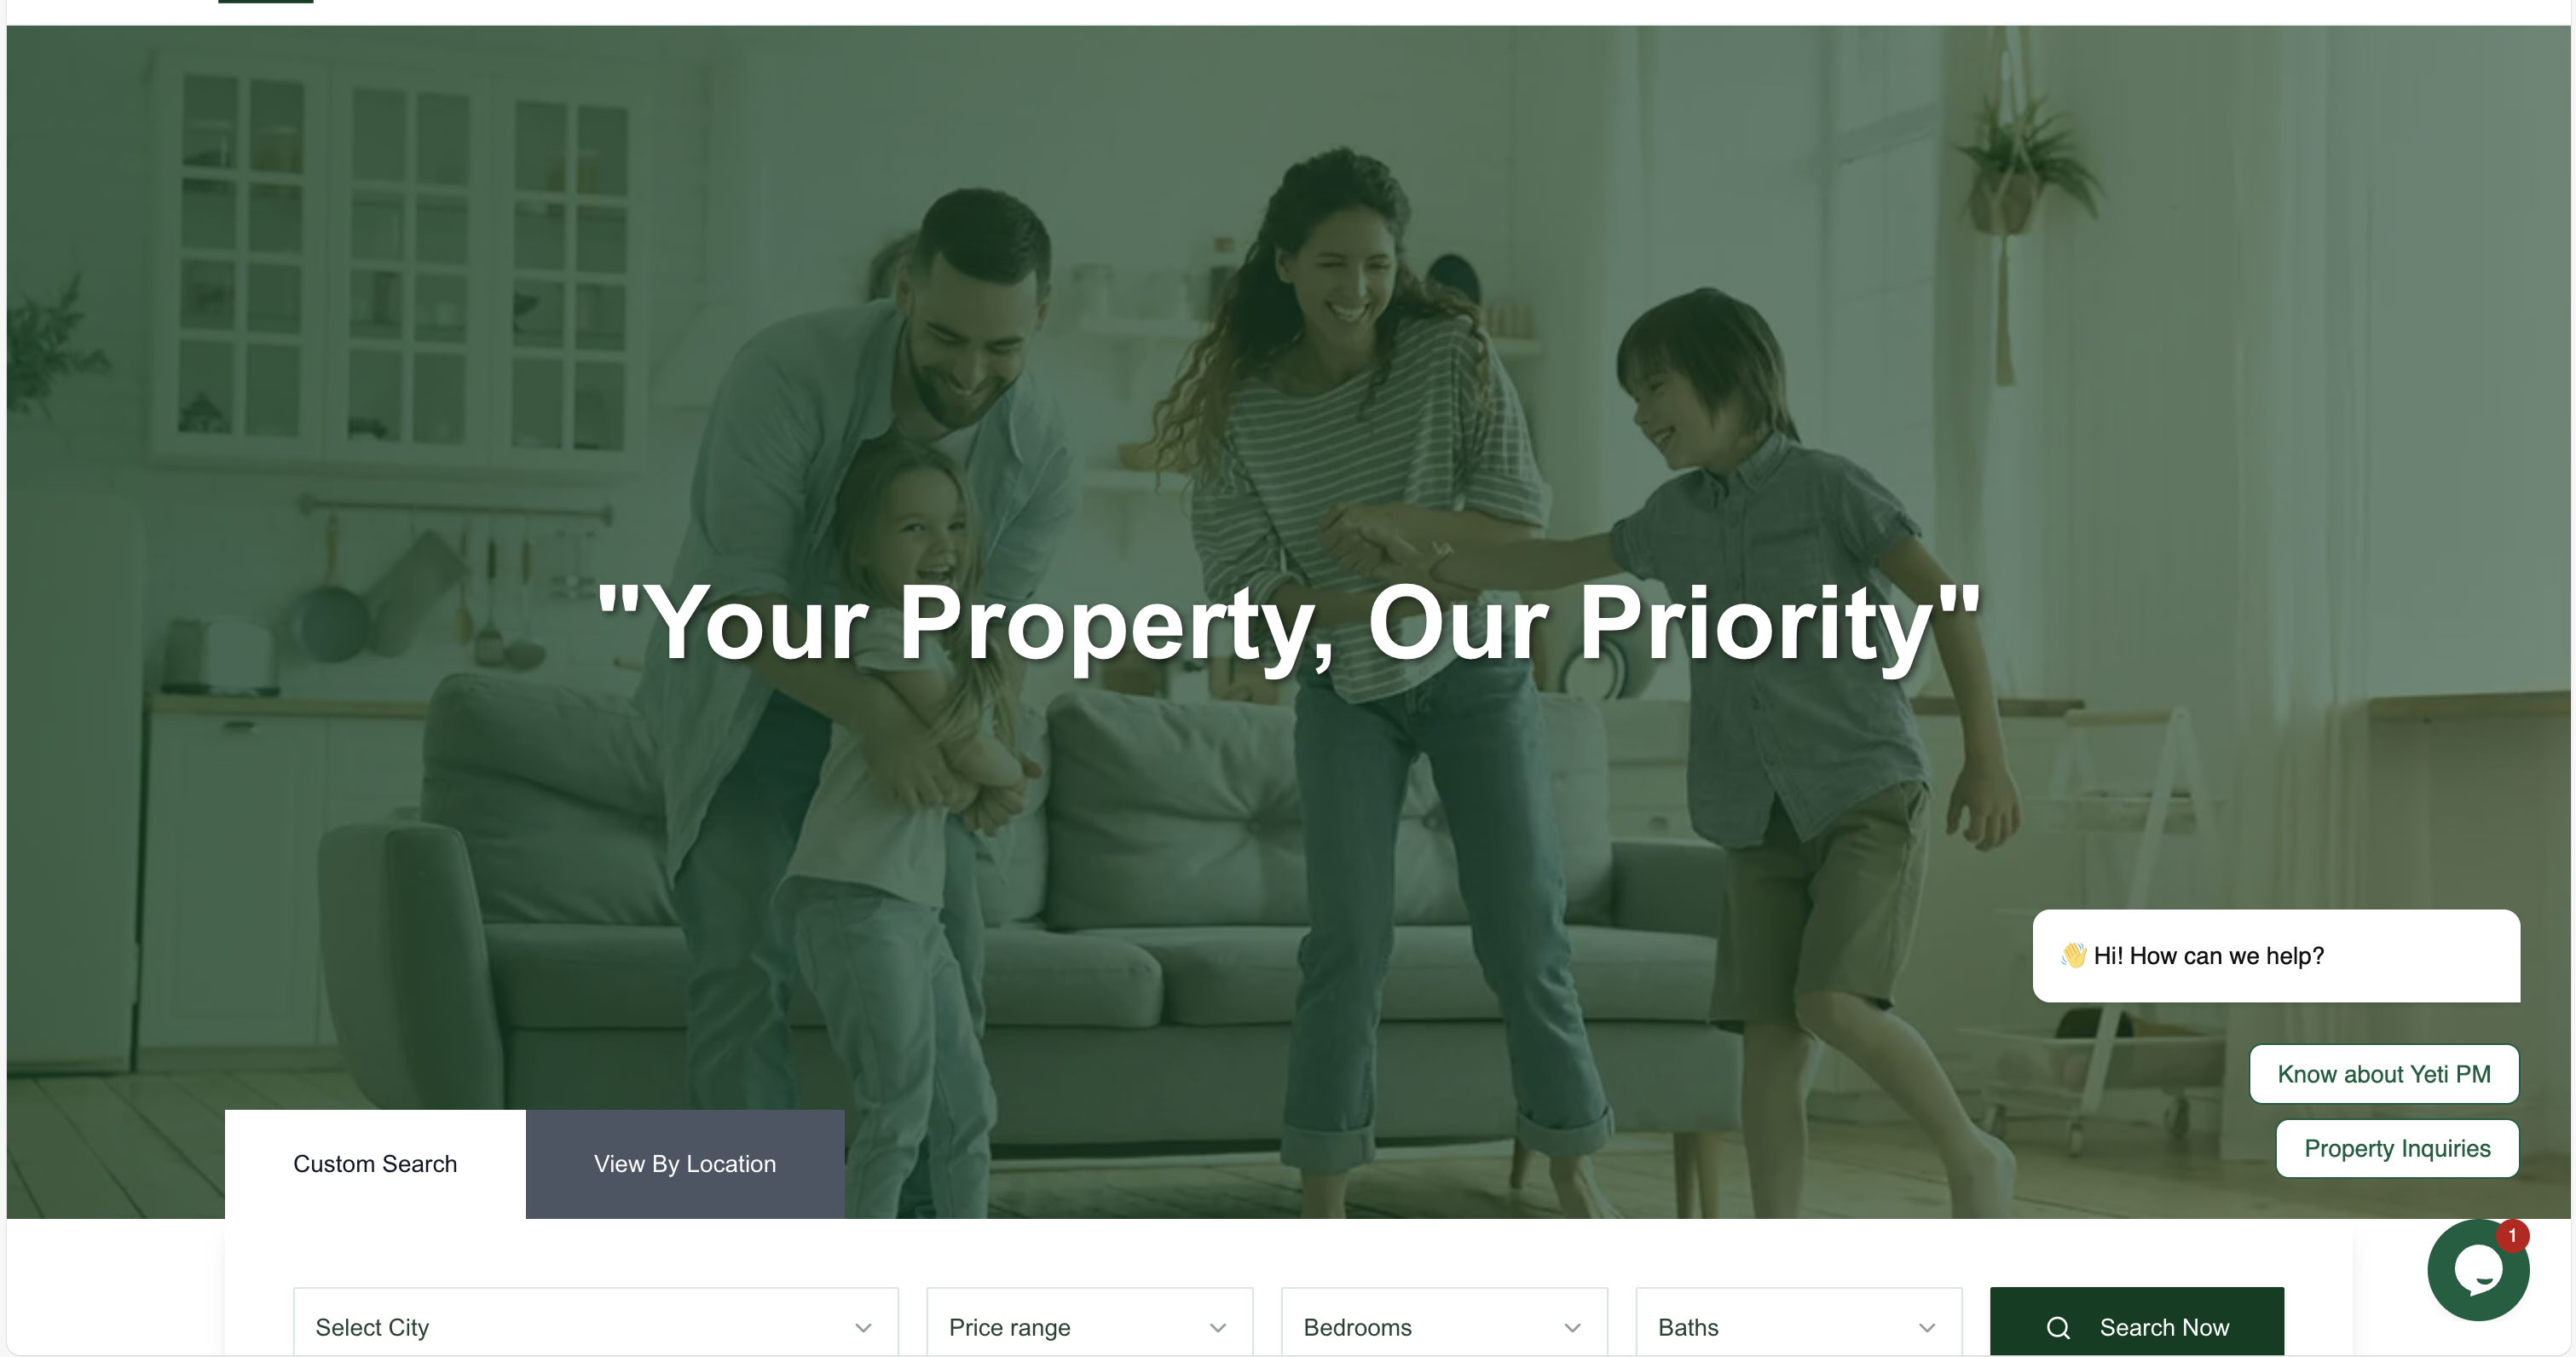 "Your Property, Our Priority"
👋 Hi! How can we help?
Know about Yeti PM
Property Inquiries
Custom Search
View By Location
1
Select City
Price range
Bedrooms
Baths
Search Now